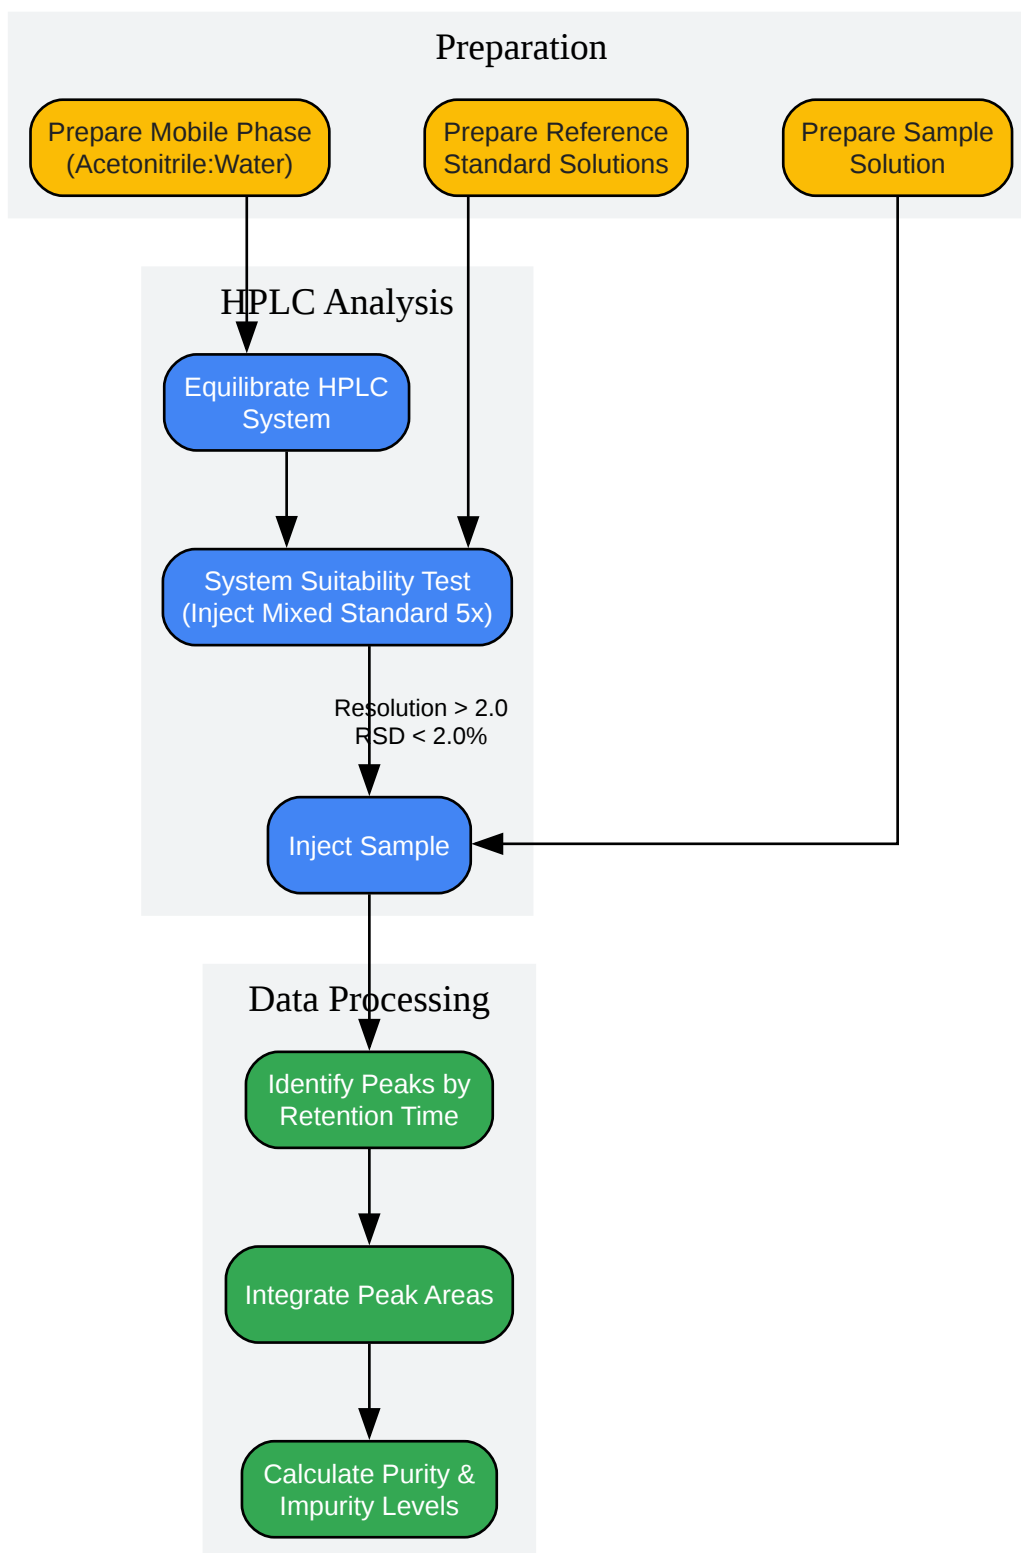 Preparation
Prepare Mobile Phase
(Acetonitrile:Water)
Prepare Reference
Standard Solutions
Prepare Sample
Solution
HPLC Analysis
Equilibrate HPLC
System
System Suitability Test
(Inject Mixed Standard 5x)
Resolution > 2.0
RSD < 2.0%
Inject Sample
Data Processing
Identify Peaks by
Retention Time
Integrate Peak Areas
Calculate Purity &
Impurity Levels